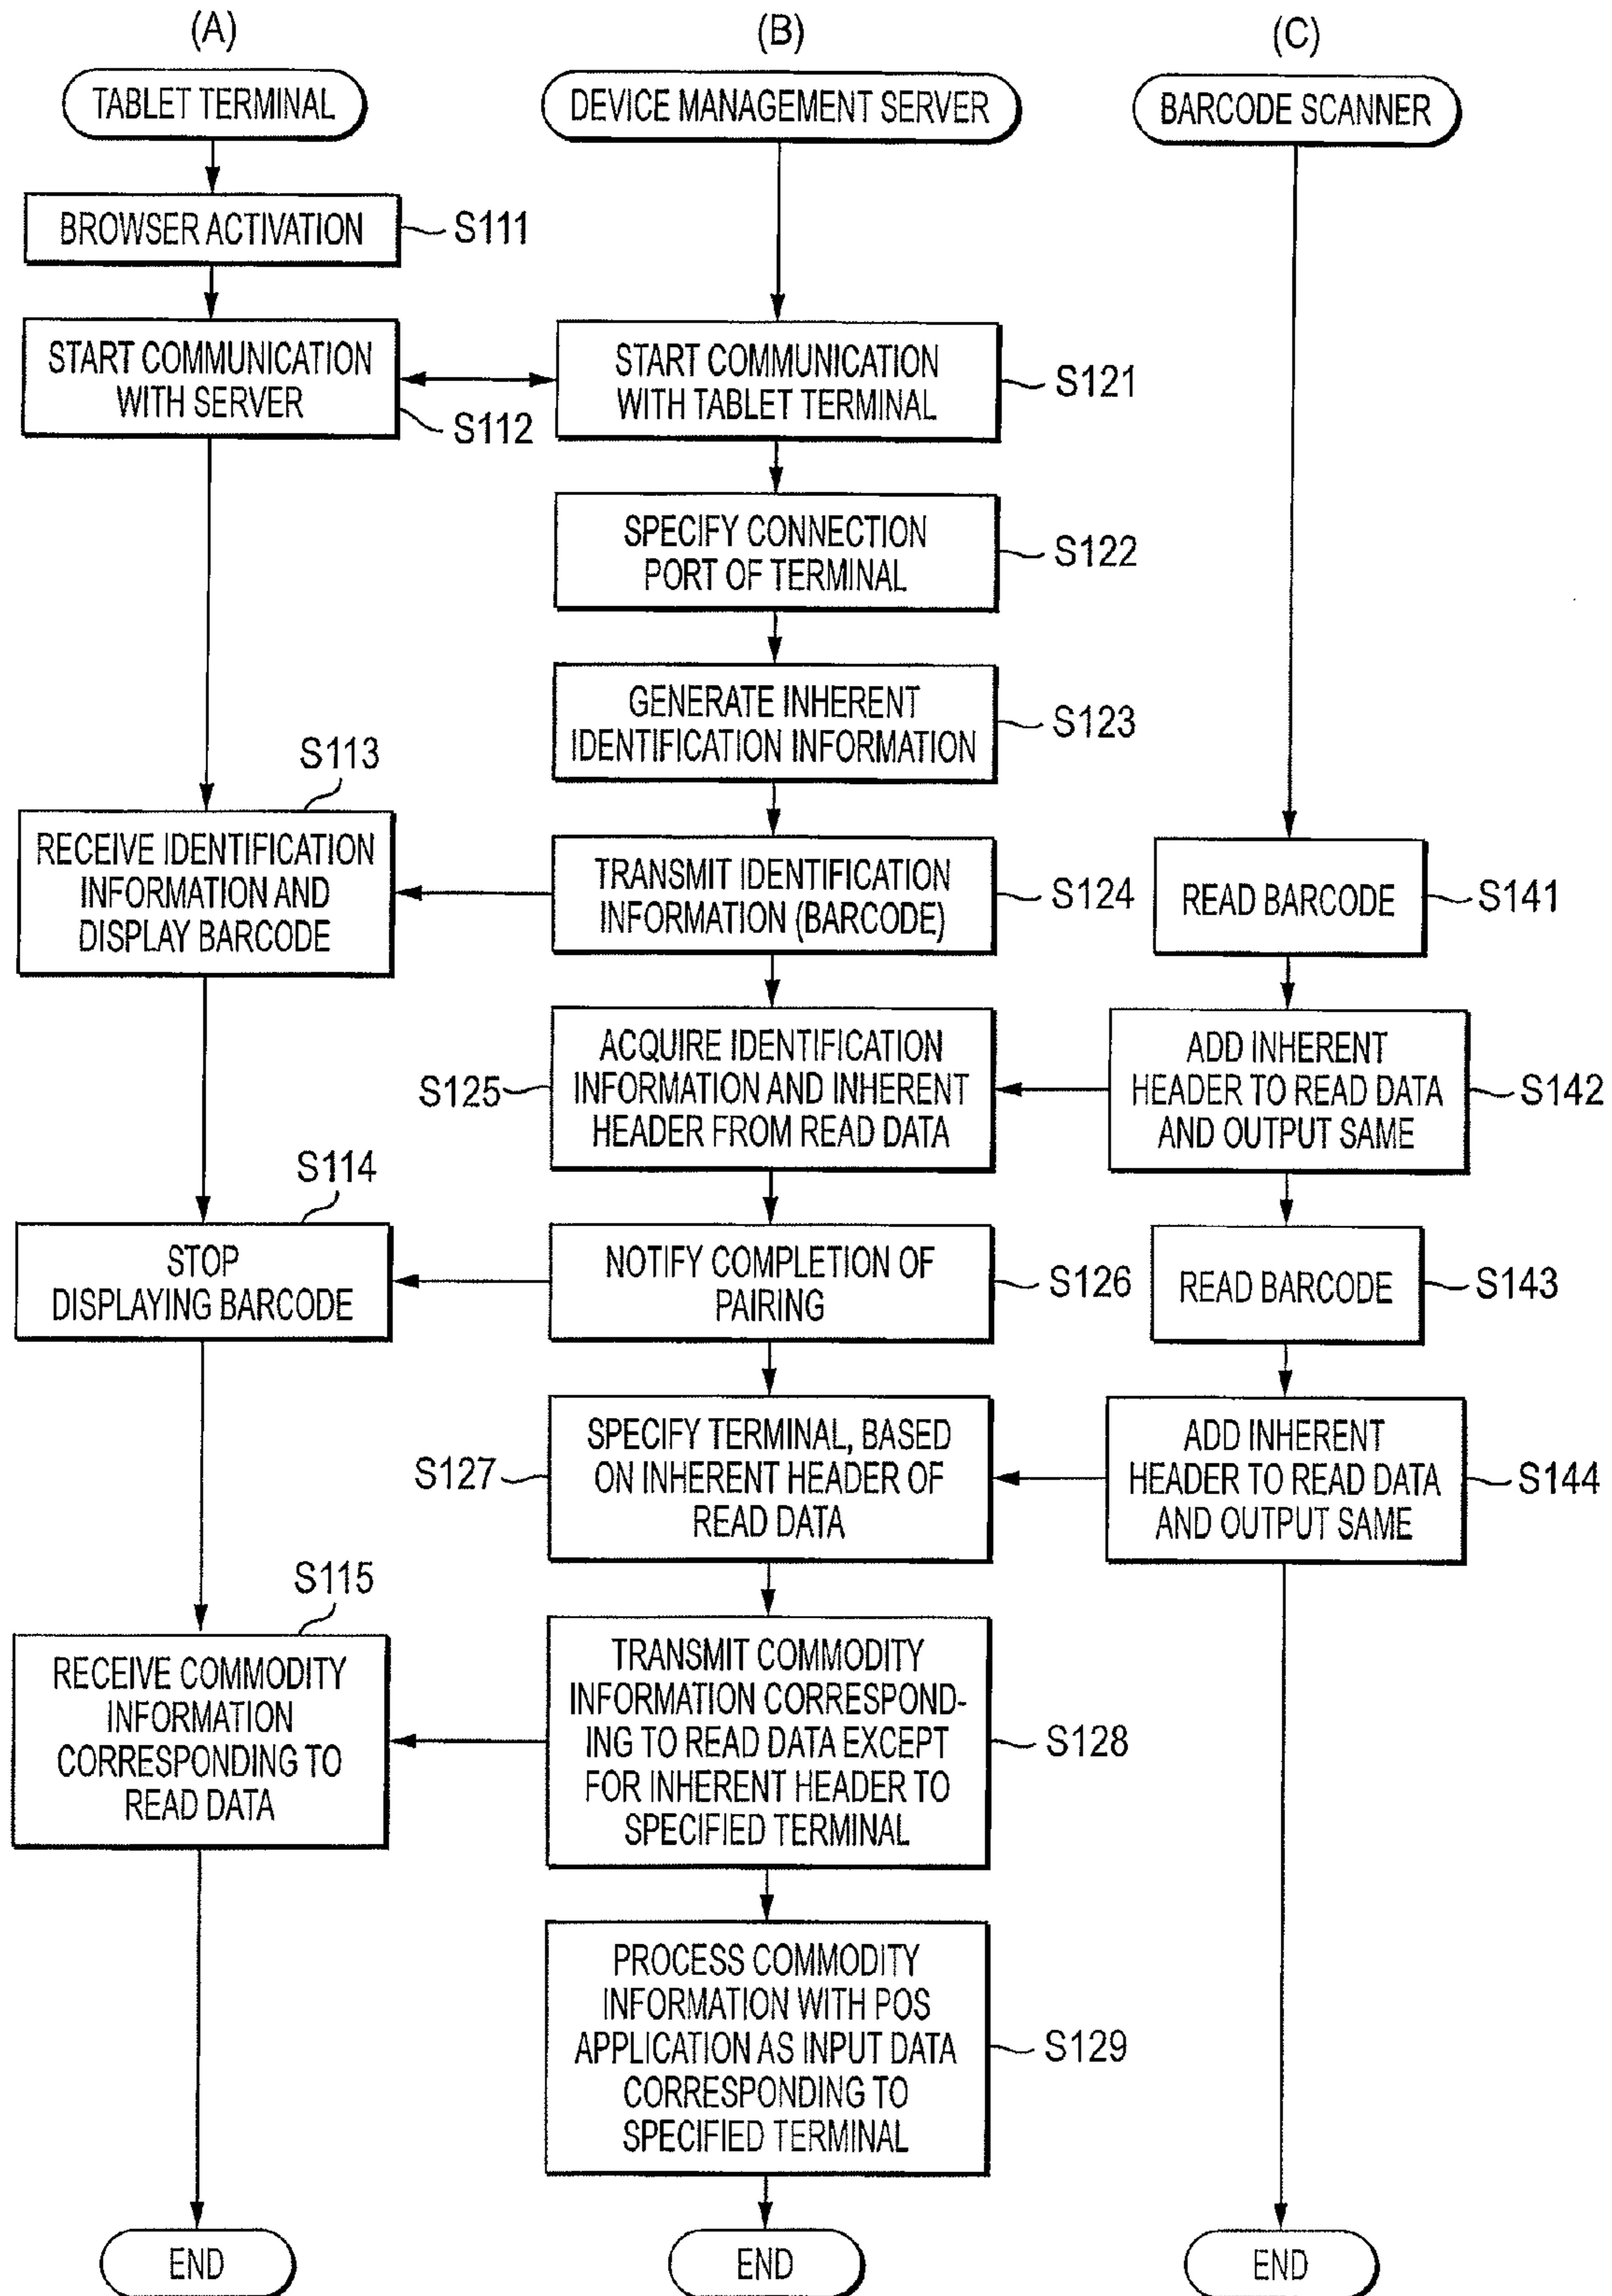 (A)
TABLET TERMINAL
BROWSER ACTIVATION
S111
START COMMUNICATION
WITH SERVER
S112
S113
RECEIVE IDENTIFICATION
INFORMATION AND
DISPLAY BARCODE
S114
STOP
DISPLAYING BARCODE
S115
RECEIVE COMMODITY
INFORMATION
CORRESPONDING TO
READ DATA
END
(B)
DEVICE MANAGEMENT SERVER
START COMMUNICATION
WITH TABLET TERMINAL
S121
SPECIFY CONNECTION
PORT OF TERMINAL
S122
GENERATE INHERENT
IDENTIFICATION INFORMATION
S123
TRANSMIT IDENTIFICATION
INFORMATION (BARCODE)
S124
ACQUIRE IDENTIFICATION
INFORMATION AND INHERENT
HEADER FROM READ DATA
S125
NOTIFY COMPLETION OF
PAIRING
S126
SPECIFY TERMINAL, BASED
ON INHERENT HEADER OF
READ DATA
S127
TRANSMIT COMMODITY
INFORMATION CORRESPOND-
ING TO READ DATA EXCEPT
FOR INHERENT HEADER TO
SPECIFIED TERMINAL
S128
PROCESS COMMODITY
INFORMATION WITH POS
APPLICATION AS INPUT DATA
CORRESPONDING TO
SPECIFIED TERMINAL
S129
END
(C)
BARCODE SCANNER
READ BARCODE
S141
ADD INHERENT
HEADER TO READ DATA
AND OUTPUT SAME
S142
READ BARCODE
S143
ADD INHERENT
HEADER TO READ DATA
AND OUTPUT SAME
S144
END